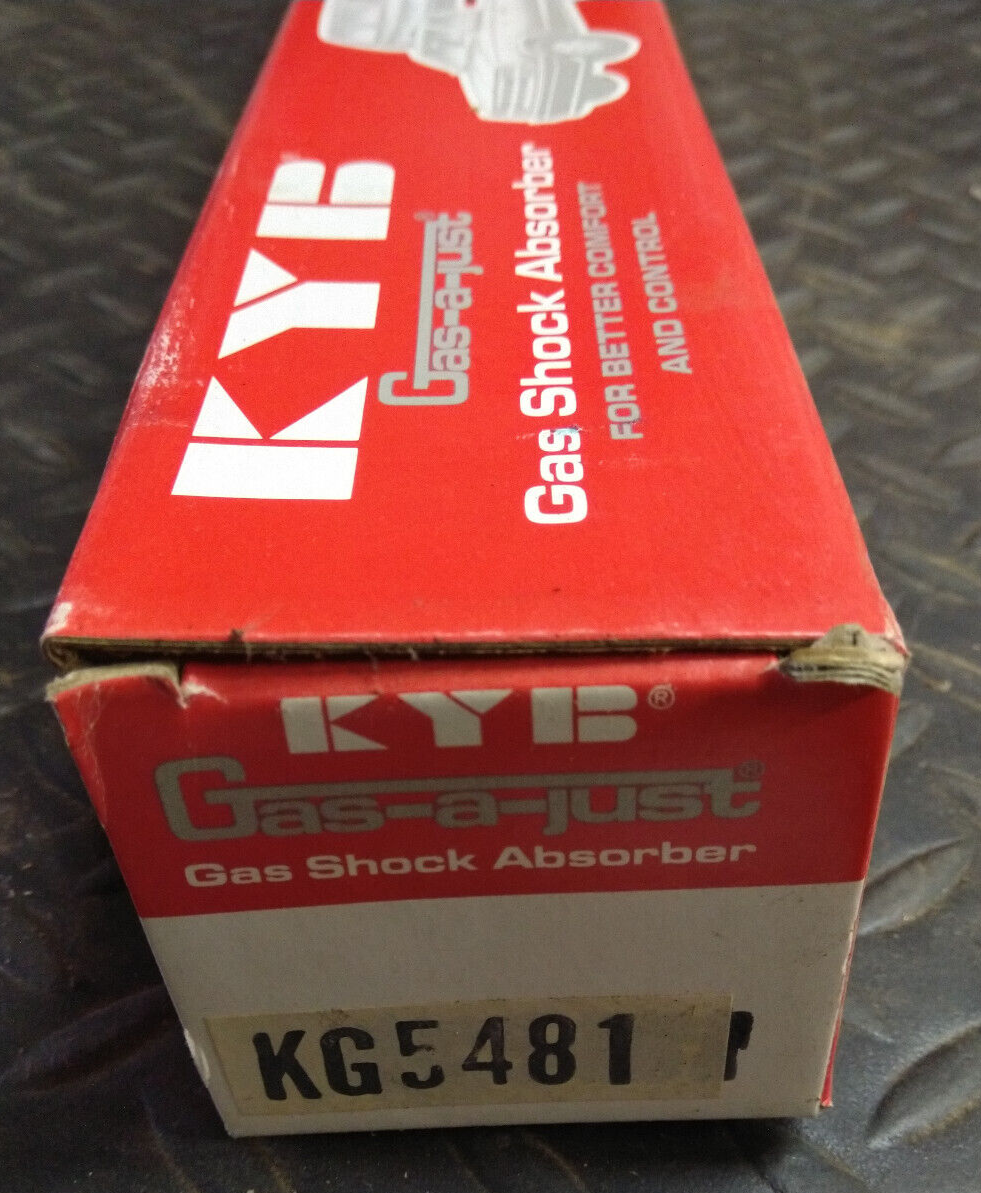 KYB
Gas-a-just®
Gas Shock Absorber
FOR BETTER COMFORT
AND CONTROL
KYB®
Gas-a-just®
Gas Shock Absorber
KG5481